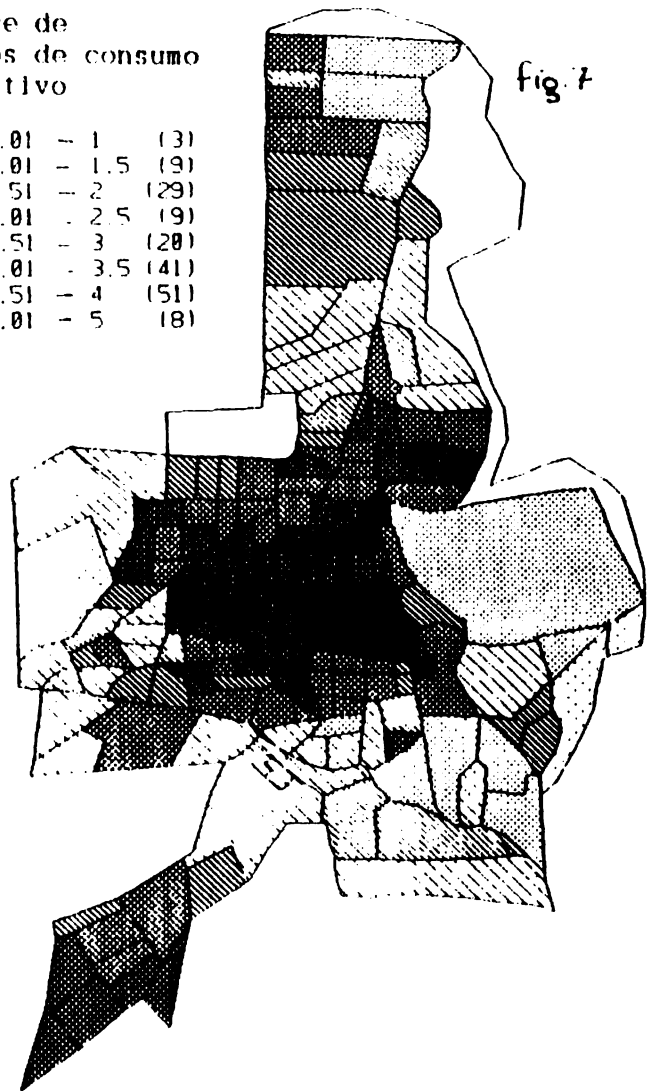 e de
s de consumo
tivo
fig. 7
.01 - 1 (3)
.01 - 1.5 (9)
51 - 2 (29)
.01 - 2.5 (9)
.51 - 3 (20)
.01 - 3.5 (41)
.51 - 4 (51)
.01 - 5 (8)